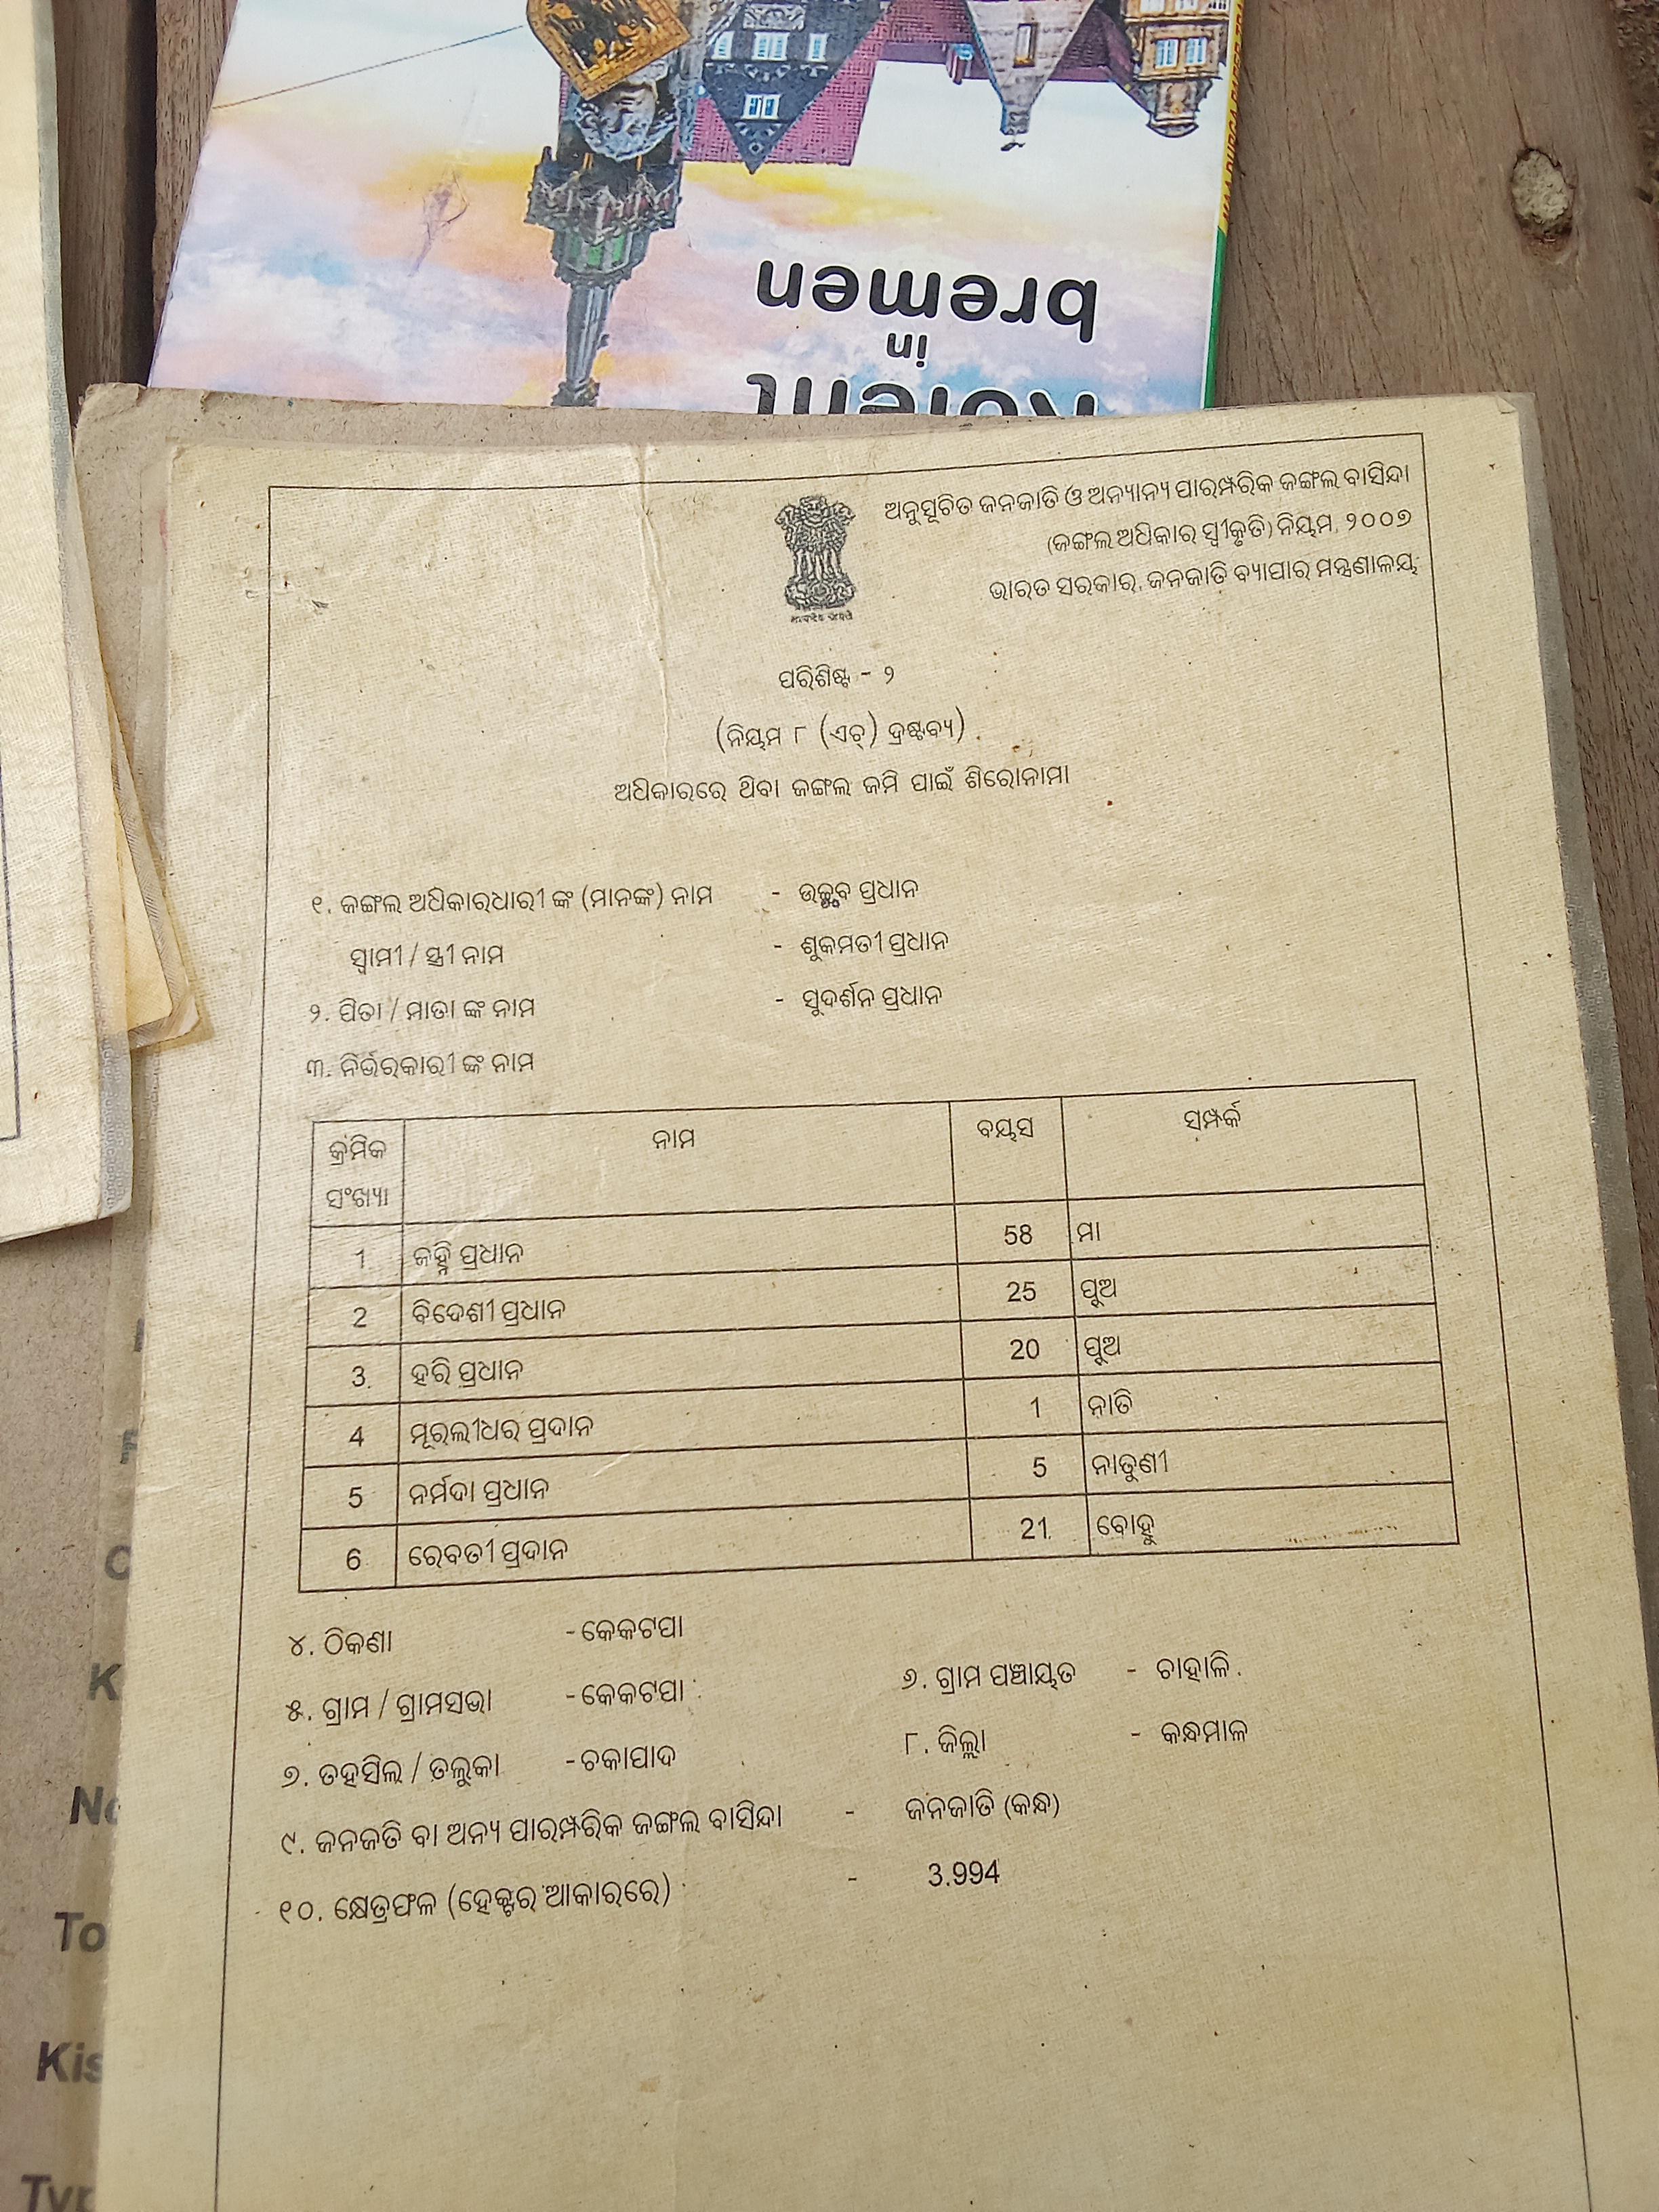 bremen
in
ଅନୁସୂଚିତ ଜନଜାତି ଓ ଅନ୍ୟାନ୍ୟ ପାରମ୍ପରିକ ଜଙ୍ଗଲ ବାସିନ୍ଦା
(ଜଙ୍ଗଲ ଅଧିକାର ସ୍ୱୀକୃତି) ନିୟମ, ୨୦୦୭
ଭାରତ ସରକାର, ଜନଜାତି ବ୍ୟାପାର ମନ୍ତ୍ରଣାଳୟ
ପରିଶିଷ୍ଟ - ୨
(ନିୟମ ୮ (ଏଚ୍) ଦ୍ରଷ୍ଟବ୍ୟ)
ଅଧିକାରରେ ଥିବା ଜଙ୍ଗଲ ଜମି ପାଇଁ ଶିରୋନାମା
୧. ଜଙ୍ଗଲ ଅଧିକାରଧାରୀ ଙ୍କ (ମାନଙ୍କ) ନାମ - ଉଚ୍ଛବ ପ୍ରଧାନ
ସ୍ୱାମୀ / ସ୍ତ୍ରୀ ନାମ - ଶୁକମତୀ ପ୍ରଧାନ
୨. ପିତା / ମାତା ଙ୍କ ନାମ - ସୁଦର୍ଶନ ପ୍ରଧାନ
୩. ନିର୍ଭରକାରୀ ଙ୍କ ନାମ
କ୍ରମିକ ସଂଖ୍ୟା ନାମ ବୟସ ସମ୍ପର୍କ
1 ଜହ୍ନି ପ୍ରଧାନ 58 ମା
2 ବିଦେଶୀ ପ୍ରଧାନ 25 ପୁଅ
3 ହରି ପ୍ରଧାନ 20 ପୁଅ
4 ମୂରଲୀଧର ପ୍ରଦାନ 1 ନାତି
5 ନର୍ମଦା ପ୍ରଧାନ 5 ନାତୁଣୀ
6 ରେବତୀ ପ୍ରଦାନ 21 ବୋହୁ
୪. ଠିକଣା - କେକଟପା
୫. ଗ୍ରାମ / ଗ୍ରାମସଭା - କେକଟପା ୬. ଗ୍ରାମ ପଞ୍ଚାୟତ - ଚାହାଳି
୭. ତହସିଲ / ତଲୁକା - ଚକାପାଦ ୮. ଜିଲ୍ଲା - କନ୍ଧମାଳ
୯. ଜନଜତି ବା ଅନ୍ୟ ପାରମ୍ପରିକ ଜଙ୍ଗଲ ବାସିନ୍ଦା - ଜନଜାତି (କନ୍ଧ)
୧୦. କ୍ଷେତ୍ରଫଳ (ହେକ୍ଟର ଆକାରରେ) - 3.994